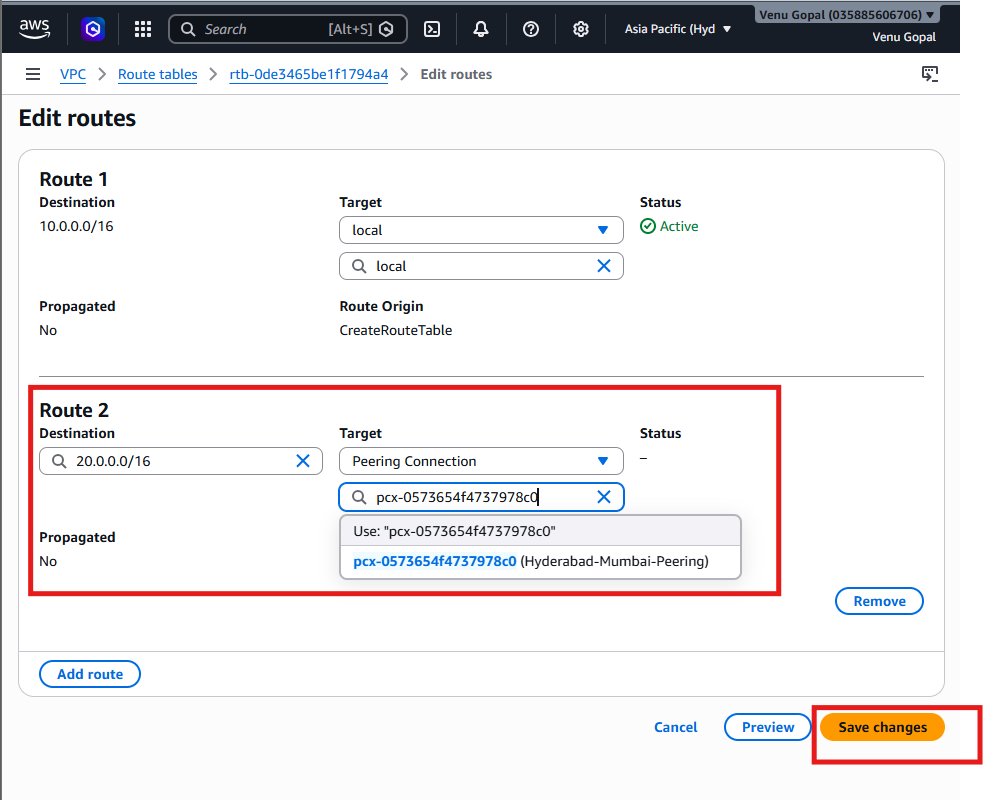 aws
Search [Alt+S]
Asia Pacific (Hyd
Venu Gopal (035885606706)
Venu Gopal
VPC > Route tables > rtb-0de3465be1f1794a4 > Edit routes
Edit routes
Route 1
Destination
10.0.0.0/16
Target
local
local
Status
Active
Propagated
No
Route Origin
CreateRouteTable
Route 2
Destination
20.0.0.0/16
Target
Peering Connection
pcx-0573654f4737978c0
Use: "pcx-0573654f4737978c0"
pcx-0573654f4737978c0 (Hyderabad-Mumbai-Peering)
Status
–
Propagated
No
Remove
Add route
Cancel
Preview
Save changes